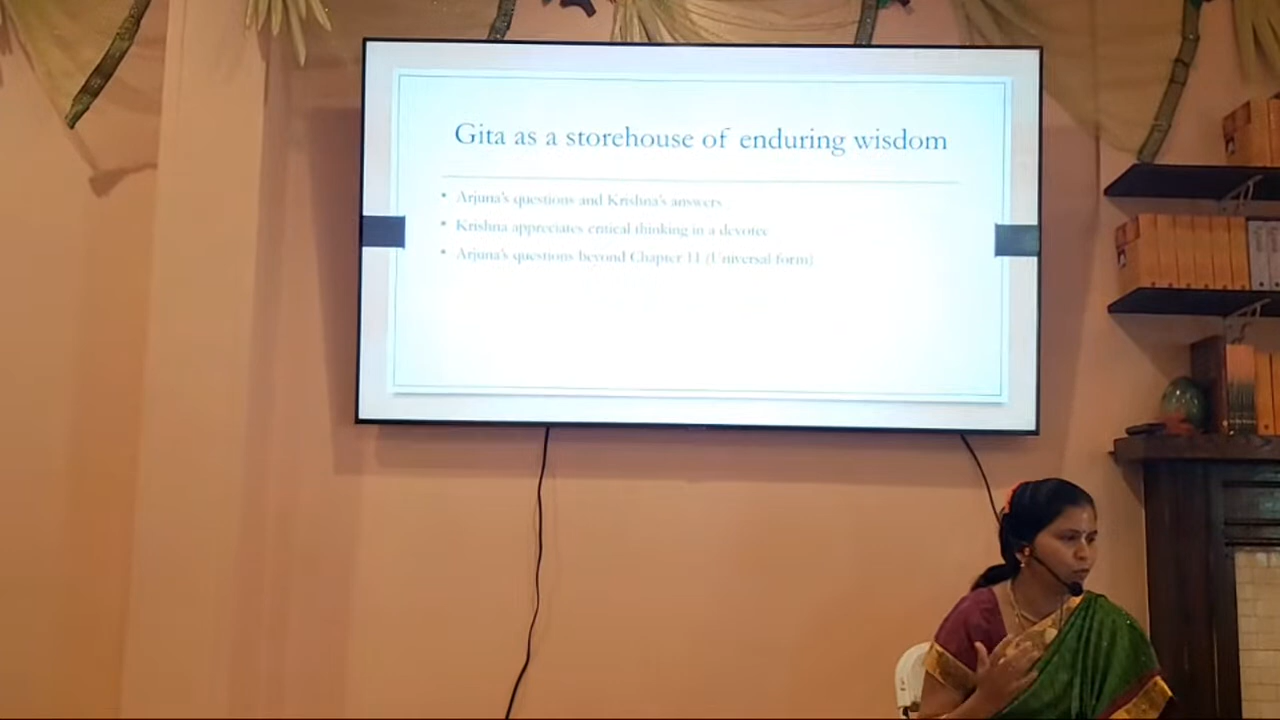 Gita as a storehouse of enduring wisdom
Arjuna's questions and Krishna's answers
Krishna appreciates critical thinking in a devotee
Arjuna's questions beyond Chapter 11 (Universal form)